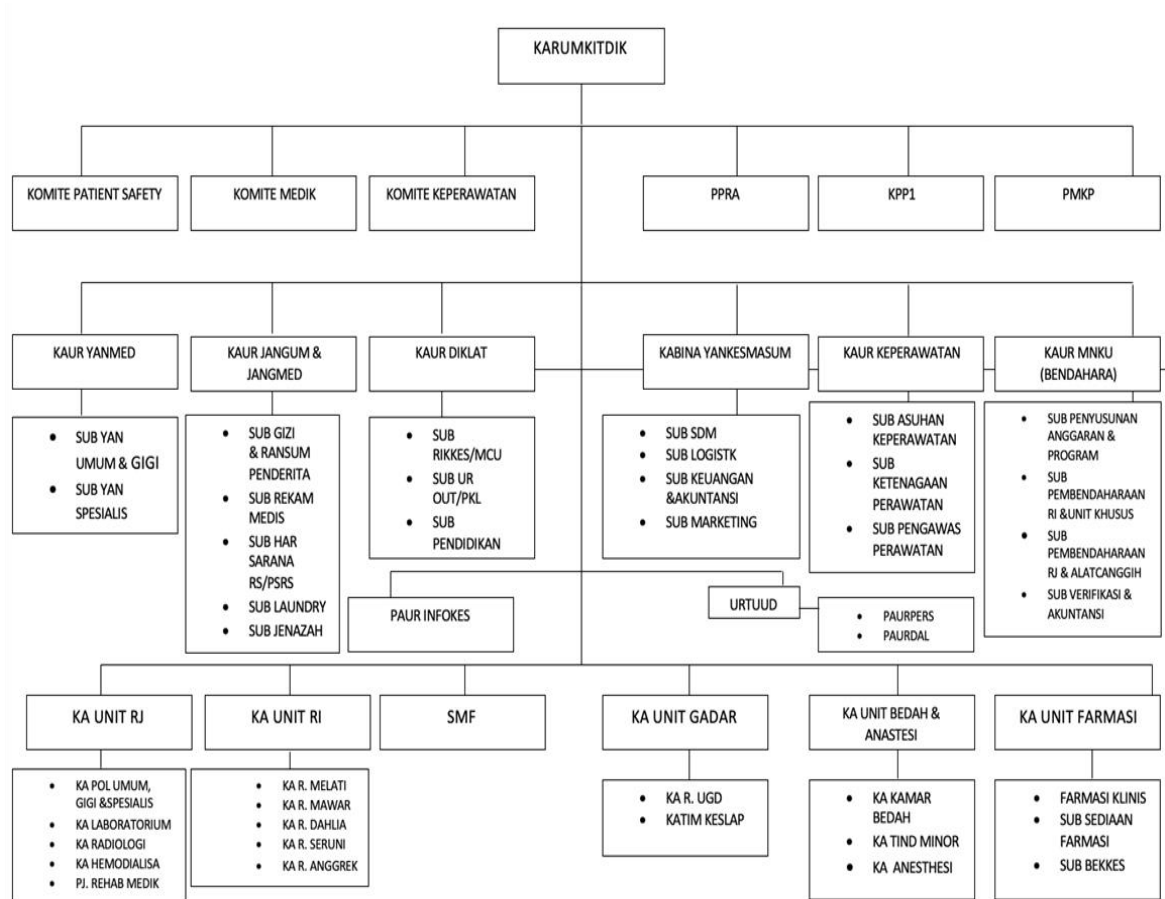 KARUMKITDIK
KOMITE PATIENT SAFETY
KOMITE MEDIK
KOMITE KEPERAWATAN
PPRA
KPP1
PMKP
KAUR YANMED
KAUR JANGUM &
JANGMED
KAUR DIKLAT
KABINA YANKESMASUM
KAUR KEPERAWATAN
KAUR MNKU
(BENDAHARA)
• SUB YAN
UMUM & GIGI
• SUB YAN
SPESIALIS
• SUB GIZI
& RANSUM
PENDERITA
• SUB REKAM
MEDIS
• SUB HAR
SARANA
RS/PSRS
• SUB LAUNDRY
• SUB JENAZAH
• SUB
RIKKES/MCU
• SUB UR
OUT/PKL
• SUB
PENDIDIKAN
• SUB SDM
• SUB LOGISTK
• SUB KEUANGAN
&AKUNTANSI
• SUB MARKETING
• SUB ASUHAN
KEPERAWATAN
• SUB
KETENAGAAN
PERAWATAN
• SUB PENGAWAS
PERAWATAN
• SUB PENYUSUNAN
ANGGARAN &
PROGRAM
• SUB
PEMBENDAHARAAN
RI &UNIT KHUSUS
• SUB
PEMBENDAHARAAN
RJ & ALATCANGGIH
• SUB VERIFIKASI &
AKUNTANSI
PAUR INFOKES
URTUUD
• PAURPERS
• PAURDAL
KA UNIT RJ
KA UNIT RI
SMF
KA UNIT GADAR
KA UNIT BEDAH &
ANASTESI
KA UNIT FARMASI
• KA POL UMUM,
GIGI &SPESIALIS
• KA LABORATORIUM
• KA RADIOLOGI
• KA HEMODIALISA
• PJ. REHAB MEDIK
• KA R. MELATI
• KA R. MAWAR
• KA R. DAHLIA
• KA R. SERUNI
• KA R. ANGGREK
• KA R. UGD
• KATIM KESLAP
• KA KAMAR
BEDAH
• KA TIND MINOR
• KA ANESTHESI
• FARMASI KLINIS
• SUB SEDIAAN
FARMASI
• SUB BEKKES